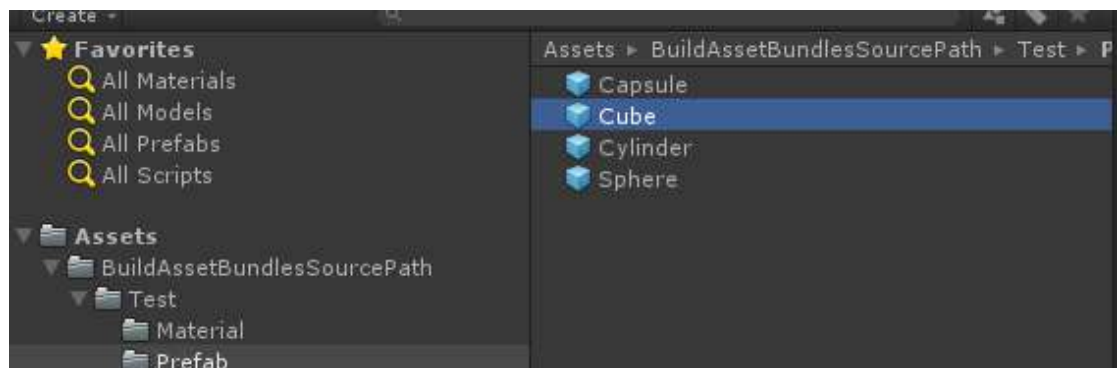 Create
Favorites
All Materials
All Models
All Prefabs
All Scripts
Assets
BuildAssetBundlesSourcePath
Test
Material
Prefab
Assets ▸ BuildAssetBundlesSourcePath ▸ Test ▸
Capsule
Cube
Cylinder
Sphere